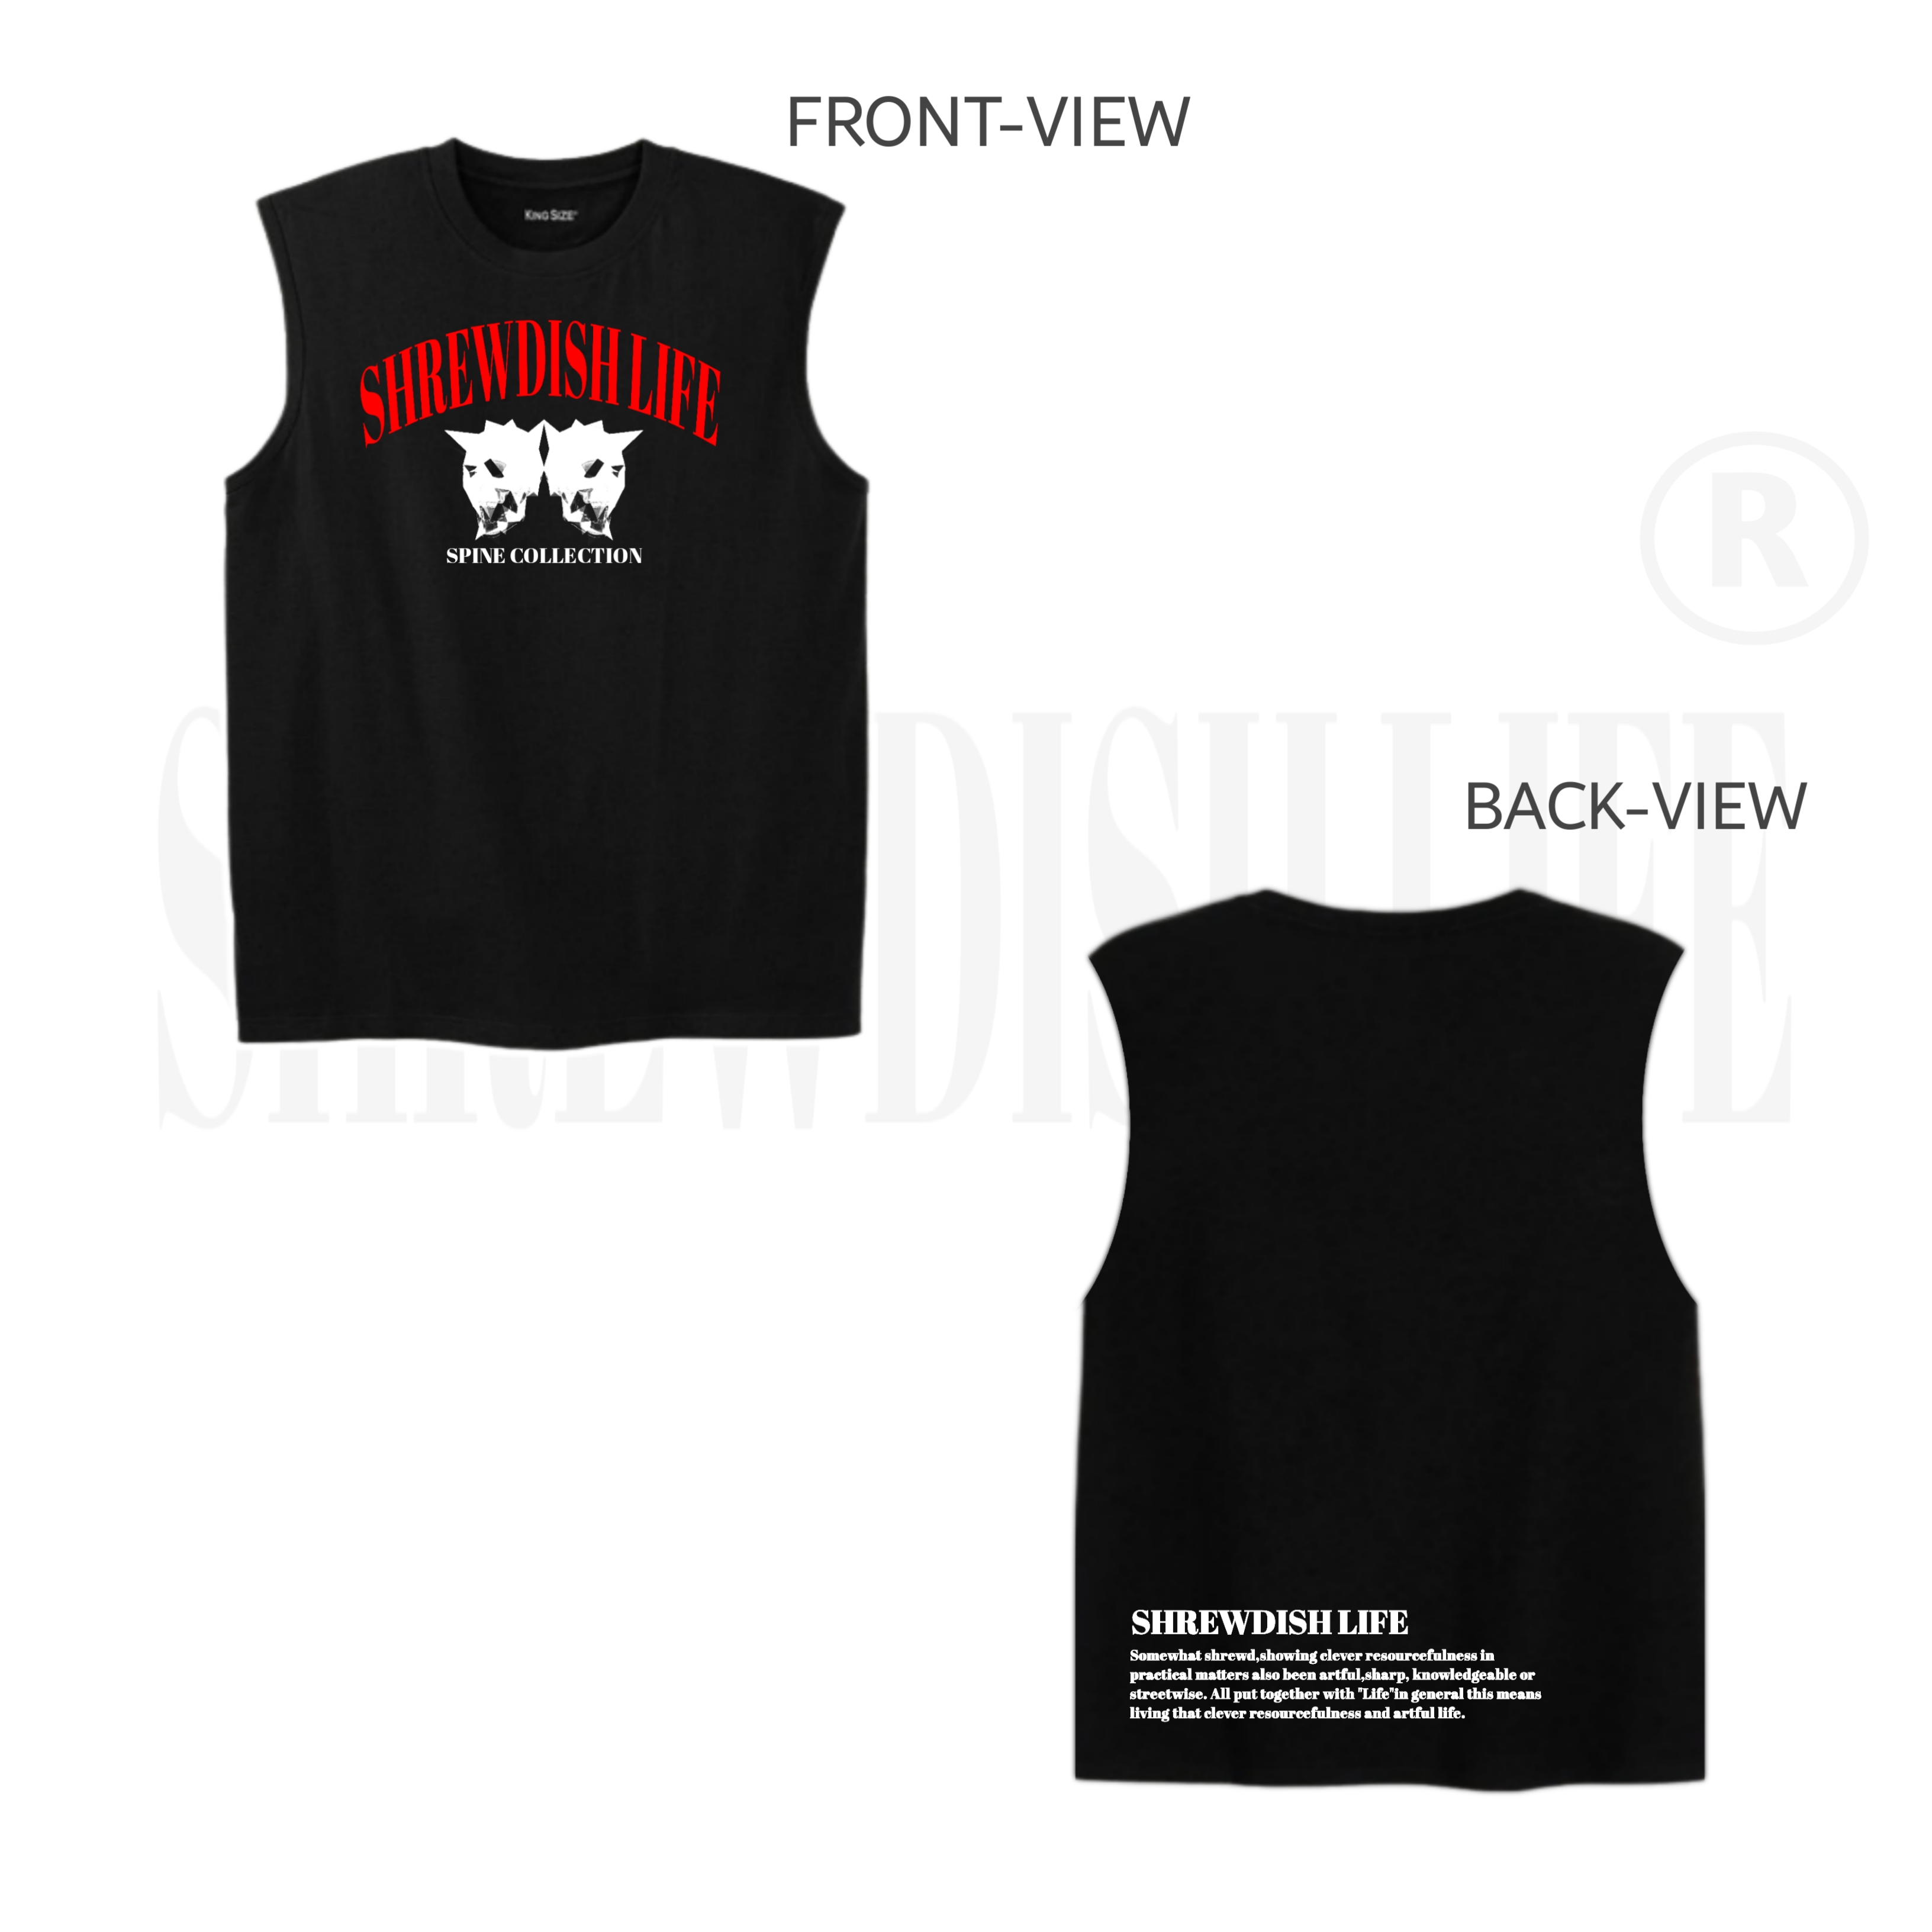 FRONT-VIEW
KING SIZE
SHREWDISH LIFE
SPINE COLLECTION
®
SHREWDISH LIFE
BACK-VIEW
SHREWDISH LIFE
Somewhat shrewd,showing clever resourcefulness in
practical matters also been artful,sharp, knowledgeable or
streetwise. All put together with "Life"in general this means
living that clever resourcefulness and artful life.